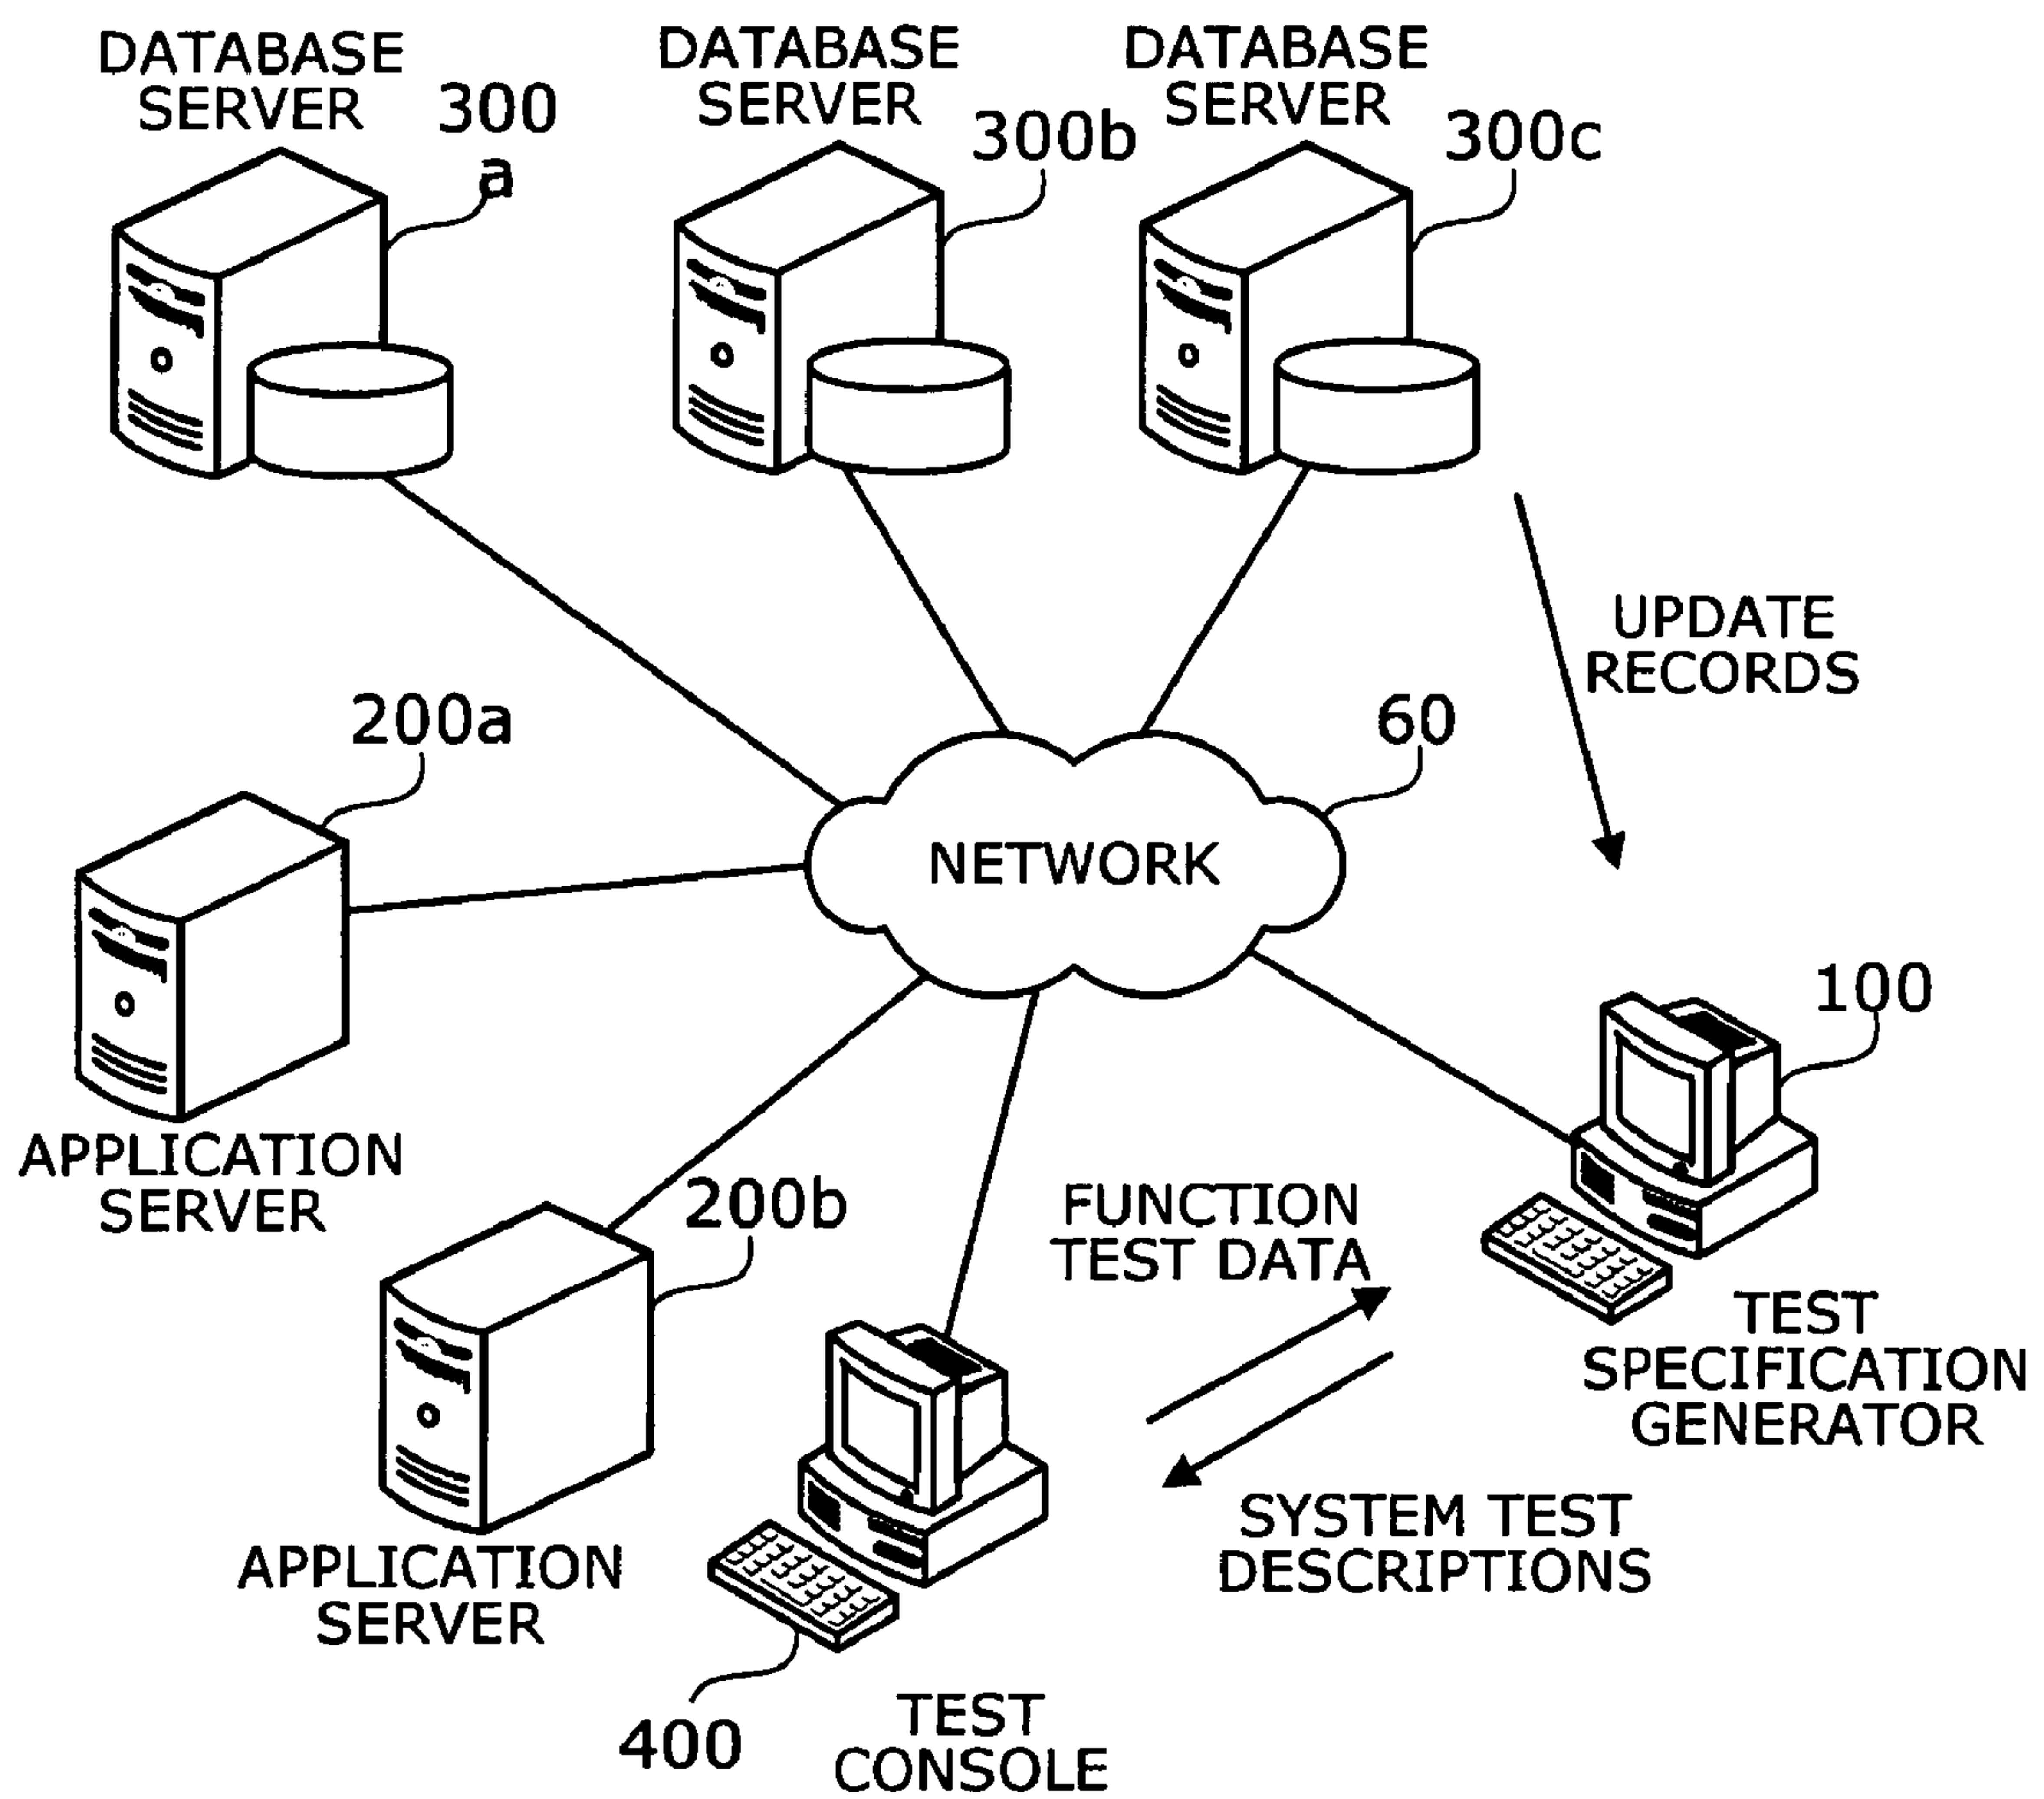 DATABASE
SERVER
300
a
DATABASE
SERVER
300b
DATABASE
SERVER
300c
UPDATE
RECORDS
200a
60
NETWORK
100
APPLICATION
SERVER
200b
FUNCTION
TEST DATA
TEST
SPECIFICATION
GENERATOR
SYSTEM TEST
DESCRIPTIONS
APPLICATION
SERVER
400
TEST
CONSOLE